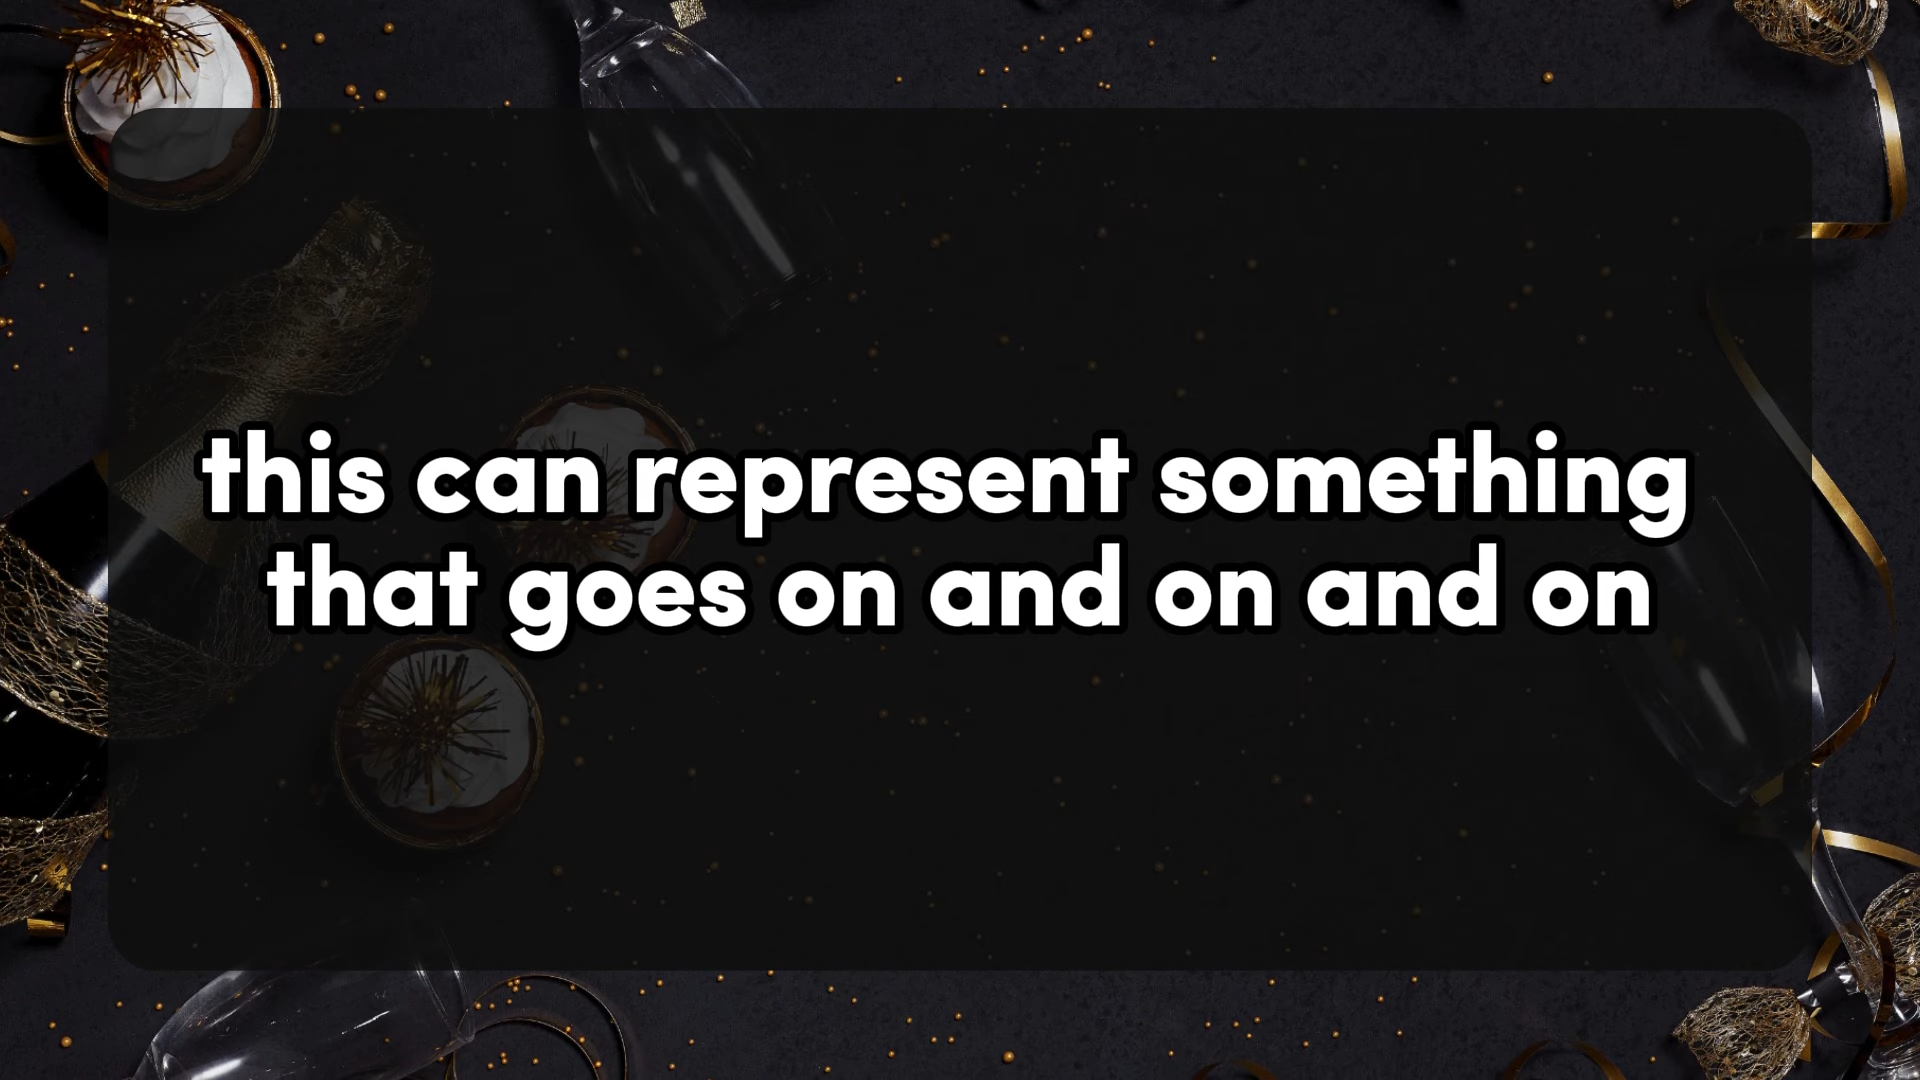 this can represent something
that goes on and on and on